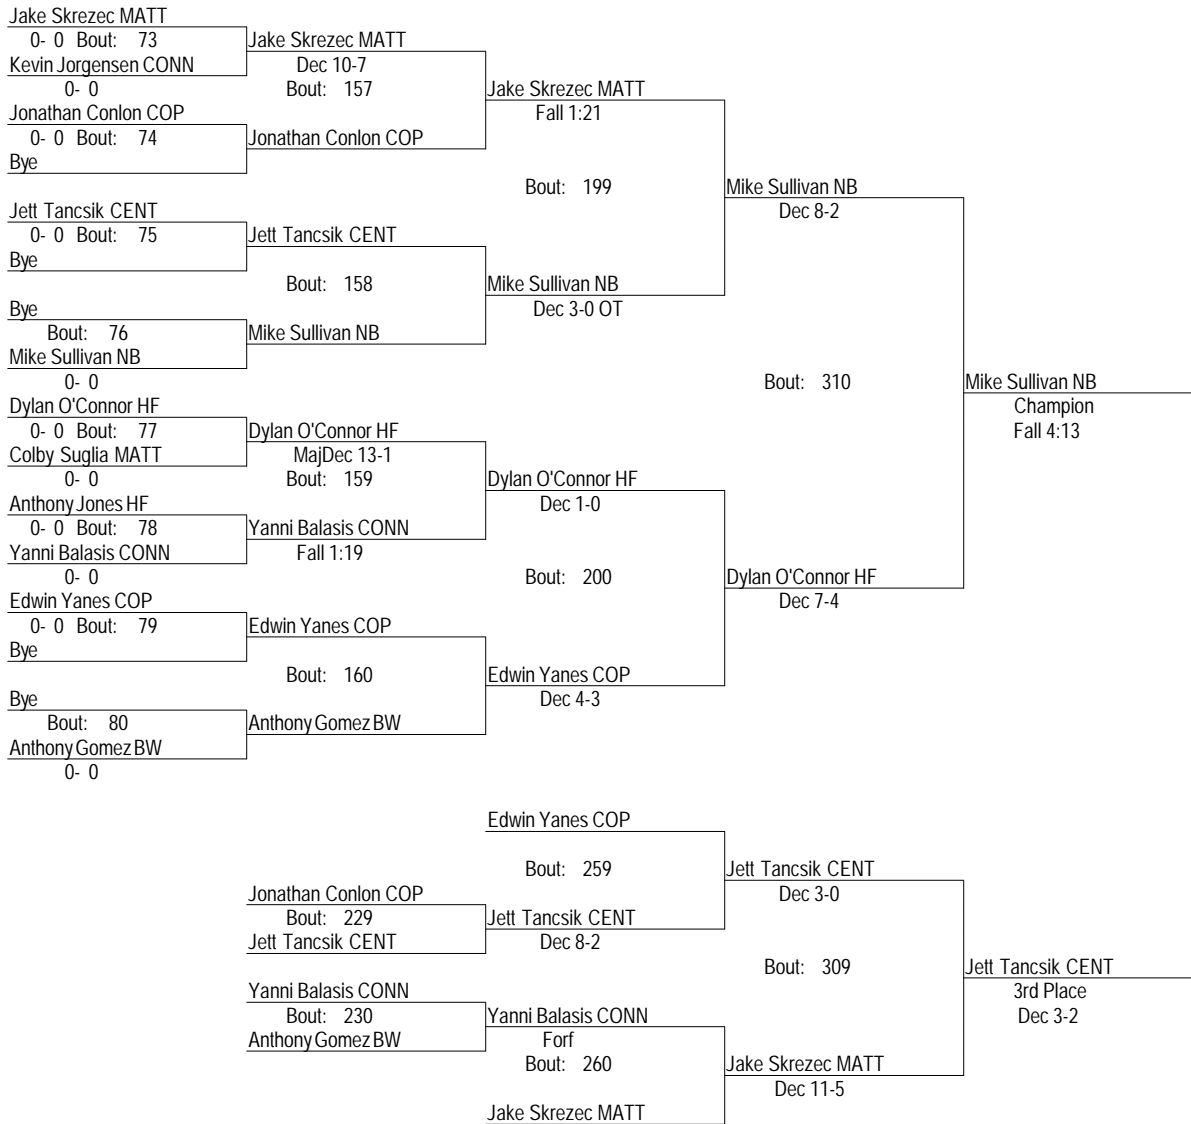 Jake Skrezec MATT
0- 0 Bout: 73
Jake Skrezec MATT
Kevin Jorgensen CONN
Dec 10-7
0- 0
Bout: 157
Jake Skrezec MATT
Jonathan Conlon COP
Fall 1:21
0- 0 Bout: 74
Jonathan Conlon COP
Bye
Bout: 199
Mike Sullivan NB
Jett Tancsik CENT
Dec 8-2
0- 0 Bout: 75
Jett Tancsik CENT
Bye
Bout: 158
Mike Sullivan NB
Bye
Dec 3-0 OT
Bout: 76
Mike Sullivan NB
Mike Sullivan NB
0- 0
Bout: 310
Mike Sullivan NB
Dylan O'Connor HF
Champion
0- 0 Bout: 77
Dylan O'Connor HF
Fall 4:13
Colby Suglia MATT
MajDec 13-1
0- 0
Bout: 159
Dylan O'Connor HF
Anthony Jones HF
Dec 1-0
0- 0 Bout: 78
Yanni Balasis CONN
Yanni Balasis CONN
Fall 1:19
0- 0
Bout: 200
Dylan O'Connor HF
Edwin Yanes COP
Dec 7-4
0- 0 Bout: 79
Edwin Yanes COP
Bye
Bout: 160
Edwin Yanes COP
Bye
Dec 4-3
Bout: 80
Anthony Gomez BW
Anthony Gomez BW
0- 0
Edwin Yanes COP
Bout: 259
Jett Tancsik CENT
Jonathan Conlon COP
Dec 3-0
Bout: 229
Jett Tancsik CENT
Jett Tancsik CENT
Dec 8-2
Bout: 309
Jett Tancsik CENT
Yanni Balasis CONN
3rd Place
Bout: 230
Yanni Balasis CONN
Dec 3-2
Anthony Gomez BW
Forf
Bout: 260
Jake Skrezec MATT
Dec 11-5
Jake Skrezec MATT